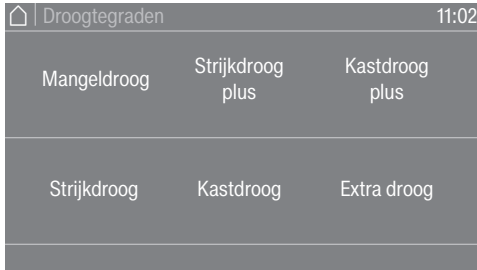 Droogtegraden 11:02
Mangeldroog
Strijkdroog
plus
Kastdroog
plus
Strijkdroog
Kastdroog
Extra droog